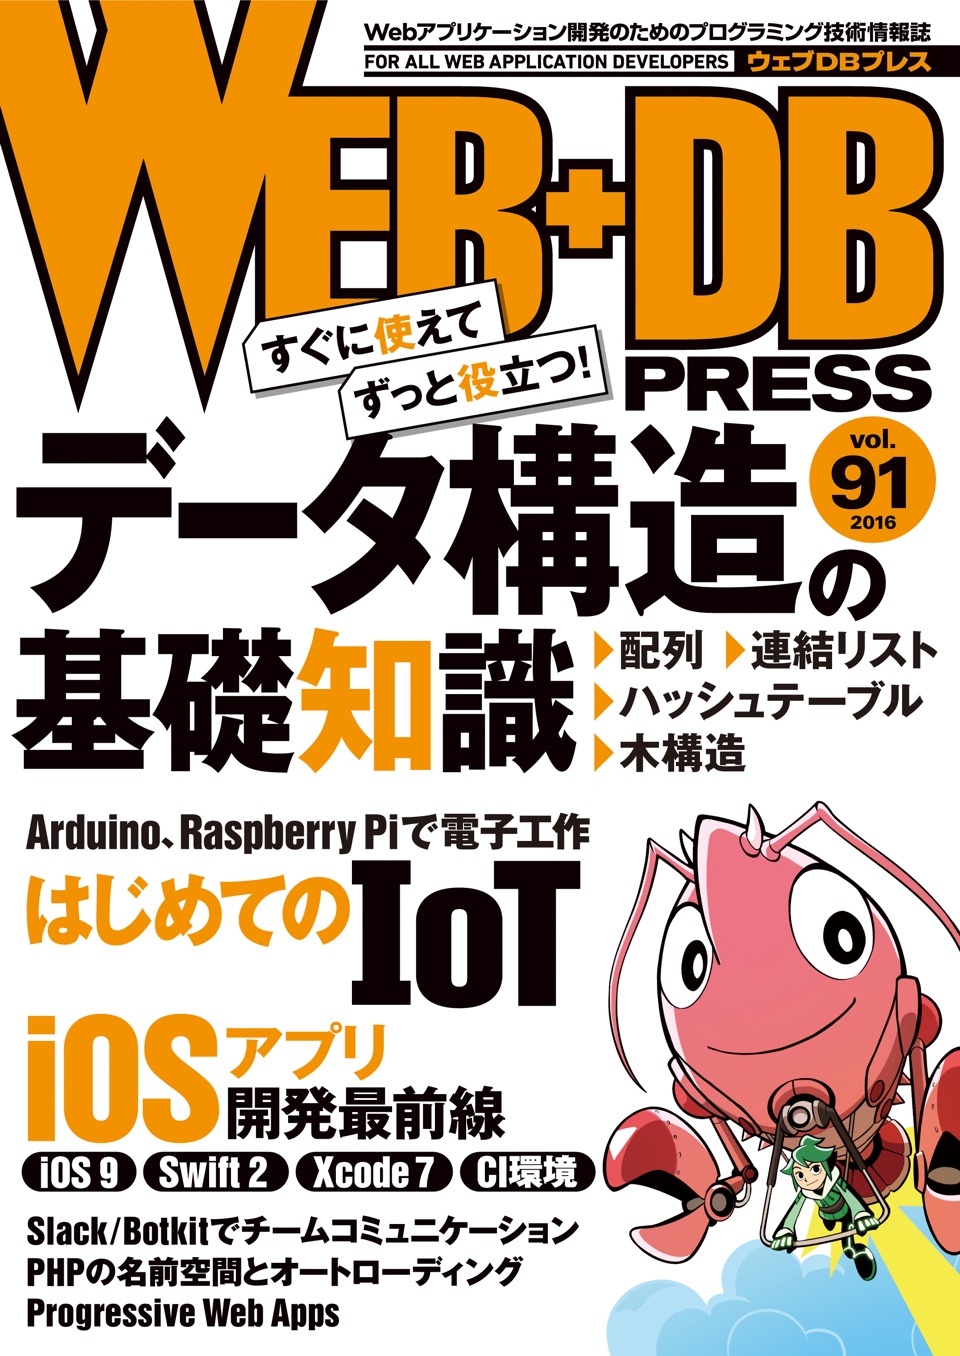 Webアプリケーション開発のためのプログラミング技術情報誌
FOR ALL WEB APPLICATION DEVELOPERS ウェブDBプレス
WEB+DB
PRESS
すぐに使えて
ずっと役立つ!
vol.
91
2016
データ構造の
基礎知識
▶配列 ▶連結リスト
▶ハッシュテーブル
▶木構造
Arduino、Raspberry Piで電子工作
はじめてのIoT
iOSアプリ
開発最前線
iOS 9 Swift 2 Xcode 7 CI環境
Slack/Botkitでチームコミュニケーション
PHPの名前空間とオートローディング
Progressive Web Apps